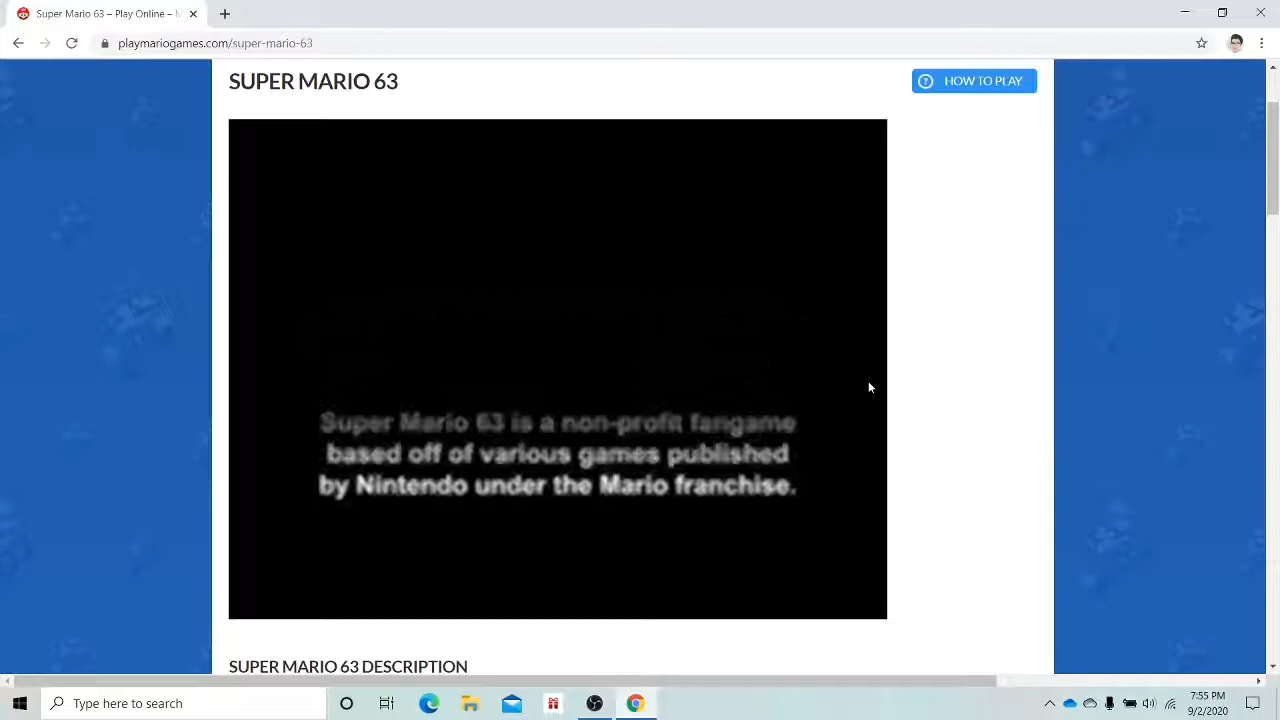 Super Mario 63 – Play Online – M
playmariogames.com/super-mario-63
SUPER MARIO 63
HOW TO PLAY
Super Mario 63 is a non-profit fangame
based off of various games published
by Nintendo under the Mario franchise.
SUPER MARIO 63 DESCRIPTION
Type here to search
7:55 PM
9/2/2020